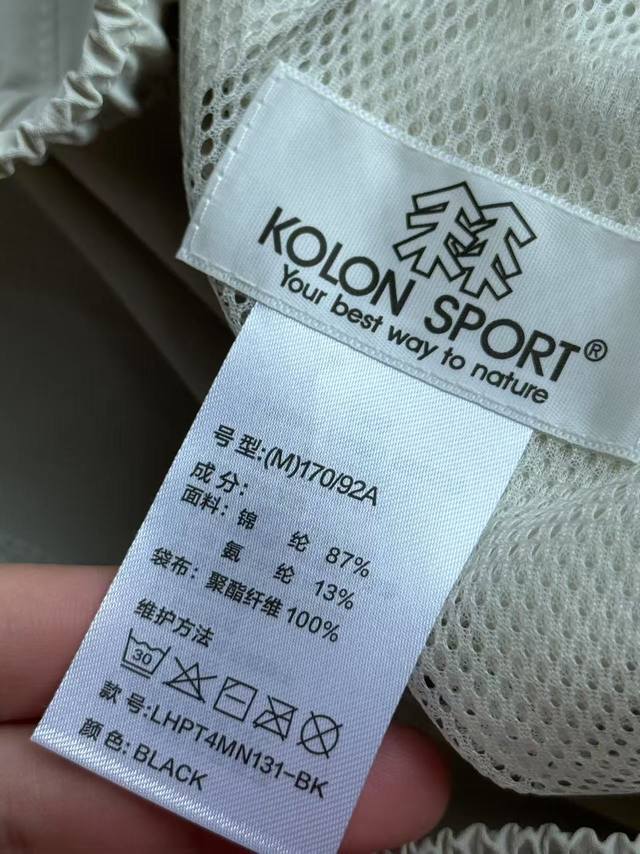 KOLON SPORT®
Your best way to nature
号型:(M)170/92A
成分:
面料: 锦 纶 87%
氨 纶 13%
袋布: 聚酯纤维 100%
维护方法
30
款号:LHPT4MN131-BK
颜色: BLACK